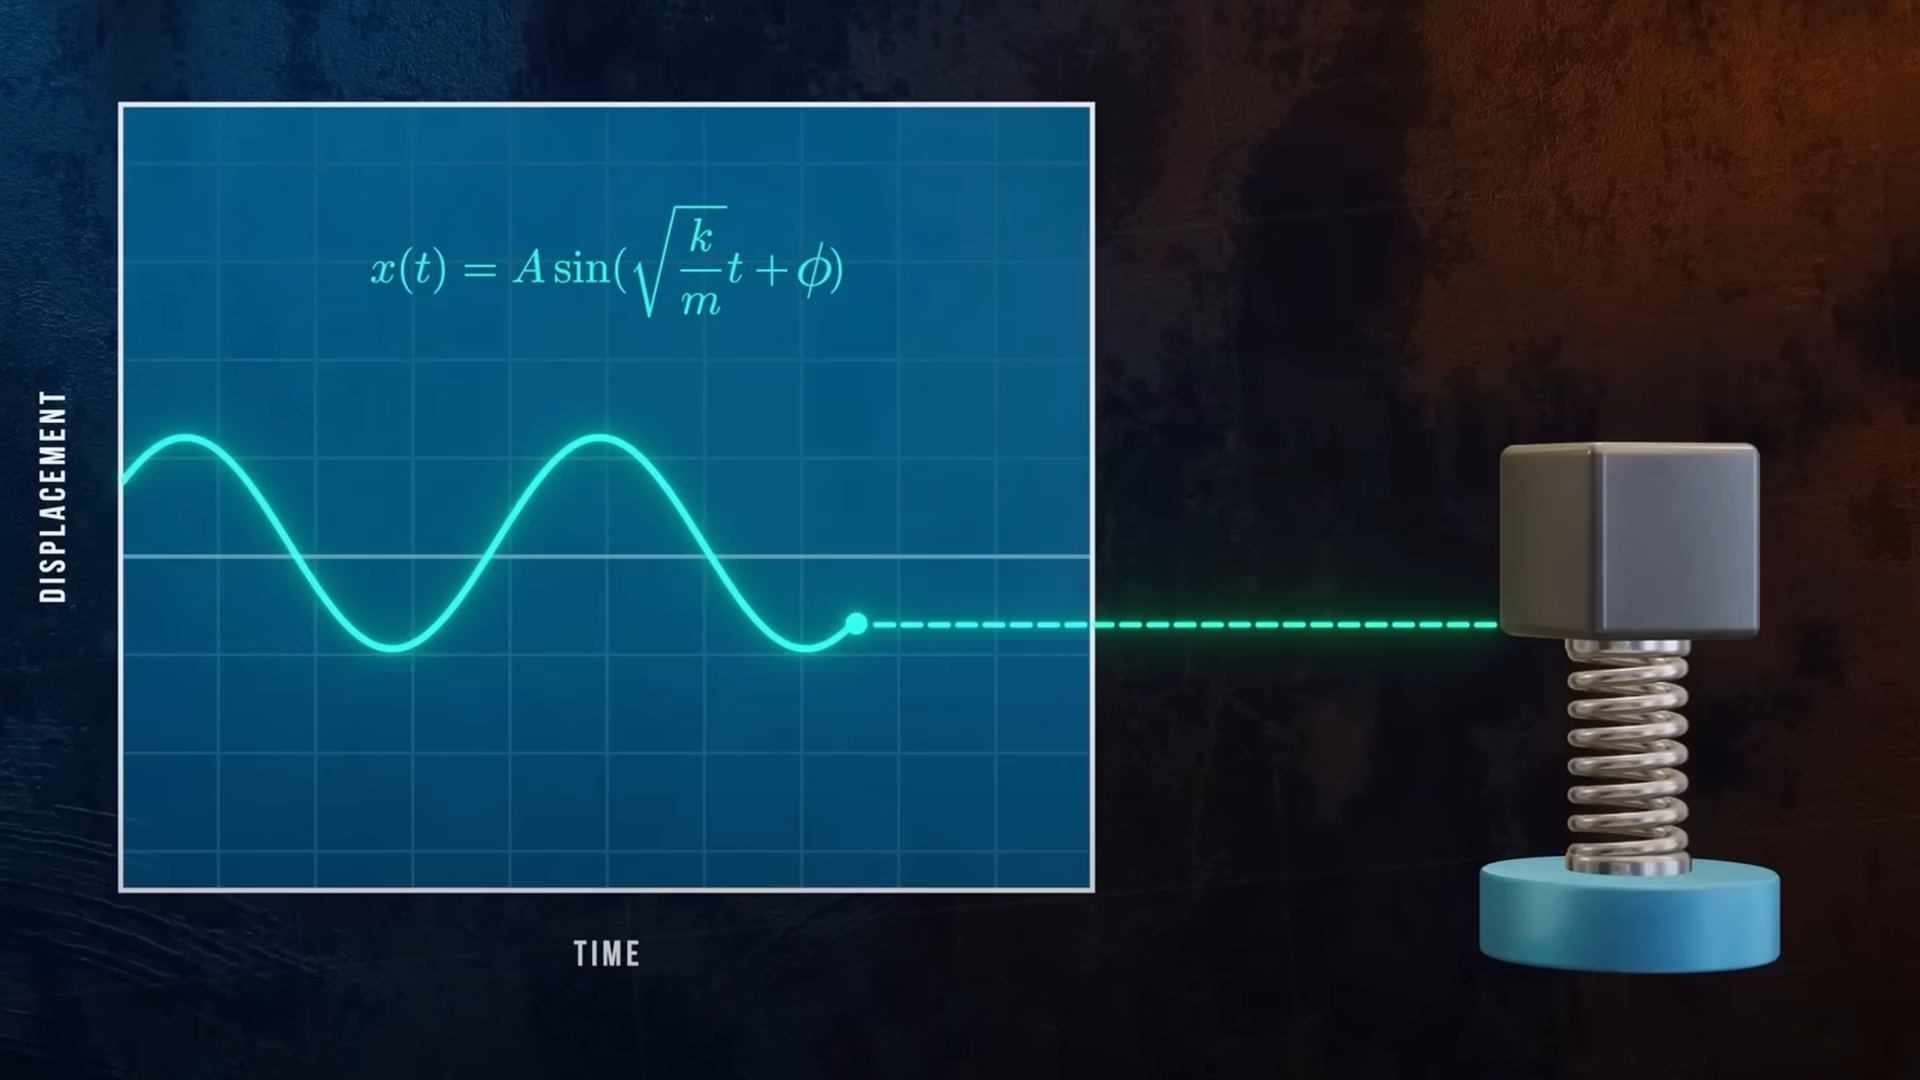 x(t) = A sin(√(k/m) t + ϕ)
DISPLACEMENT
TIME